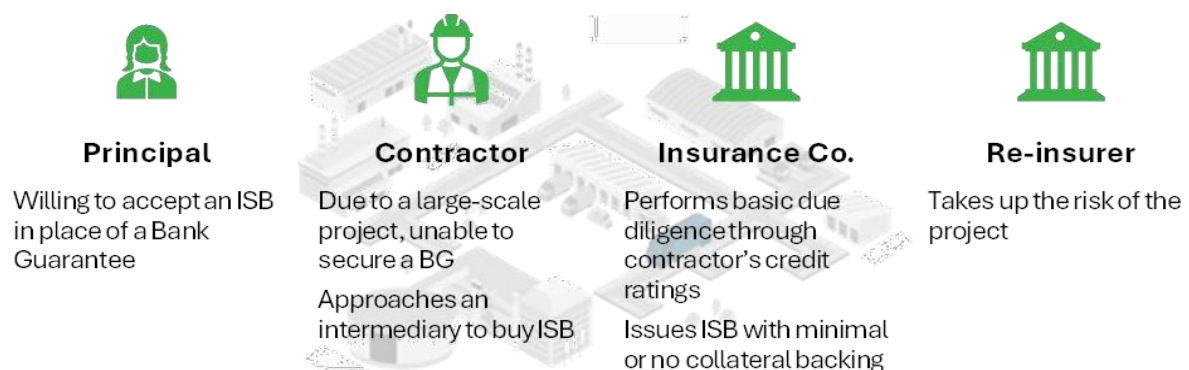 Principal
Willing to accept an ISB
in place of a Bank
Guarantee
Contractor
Due to a large-scale
project, unable to
secure a BG
Approaches an
intermediary to buy ISB
Insurance Co.
Performs basic due
diligence through
contractor's credit
ratings
Issues ISB with minimal
or no collateral backing
Re-insurer
Takes up the risk of the
project